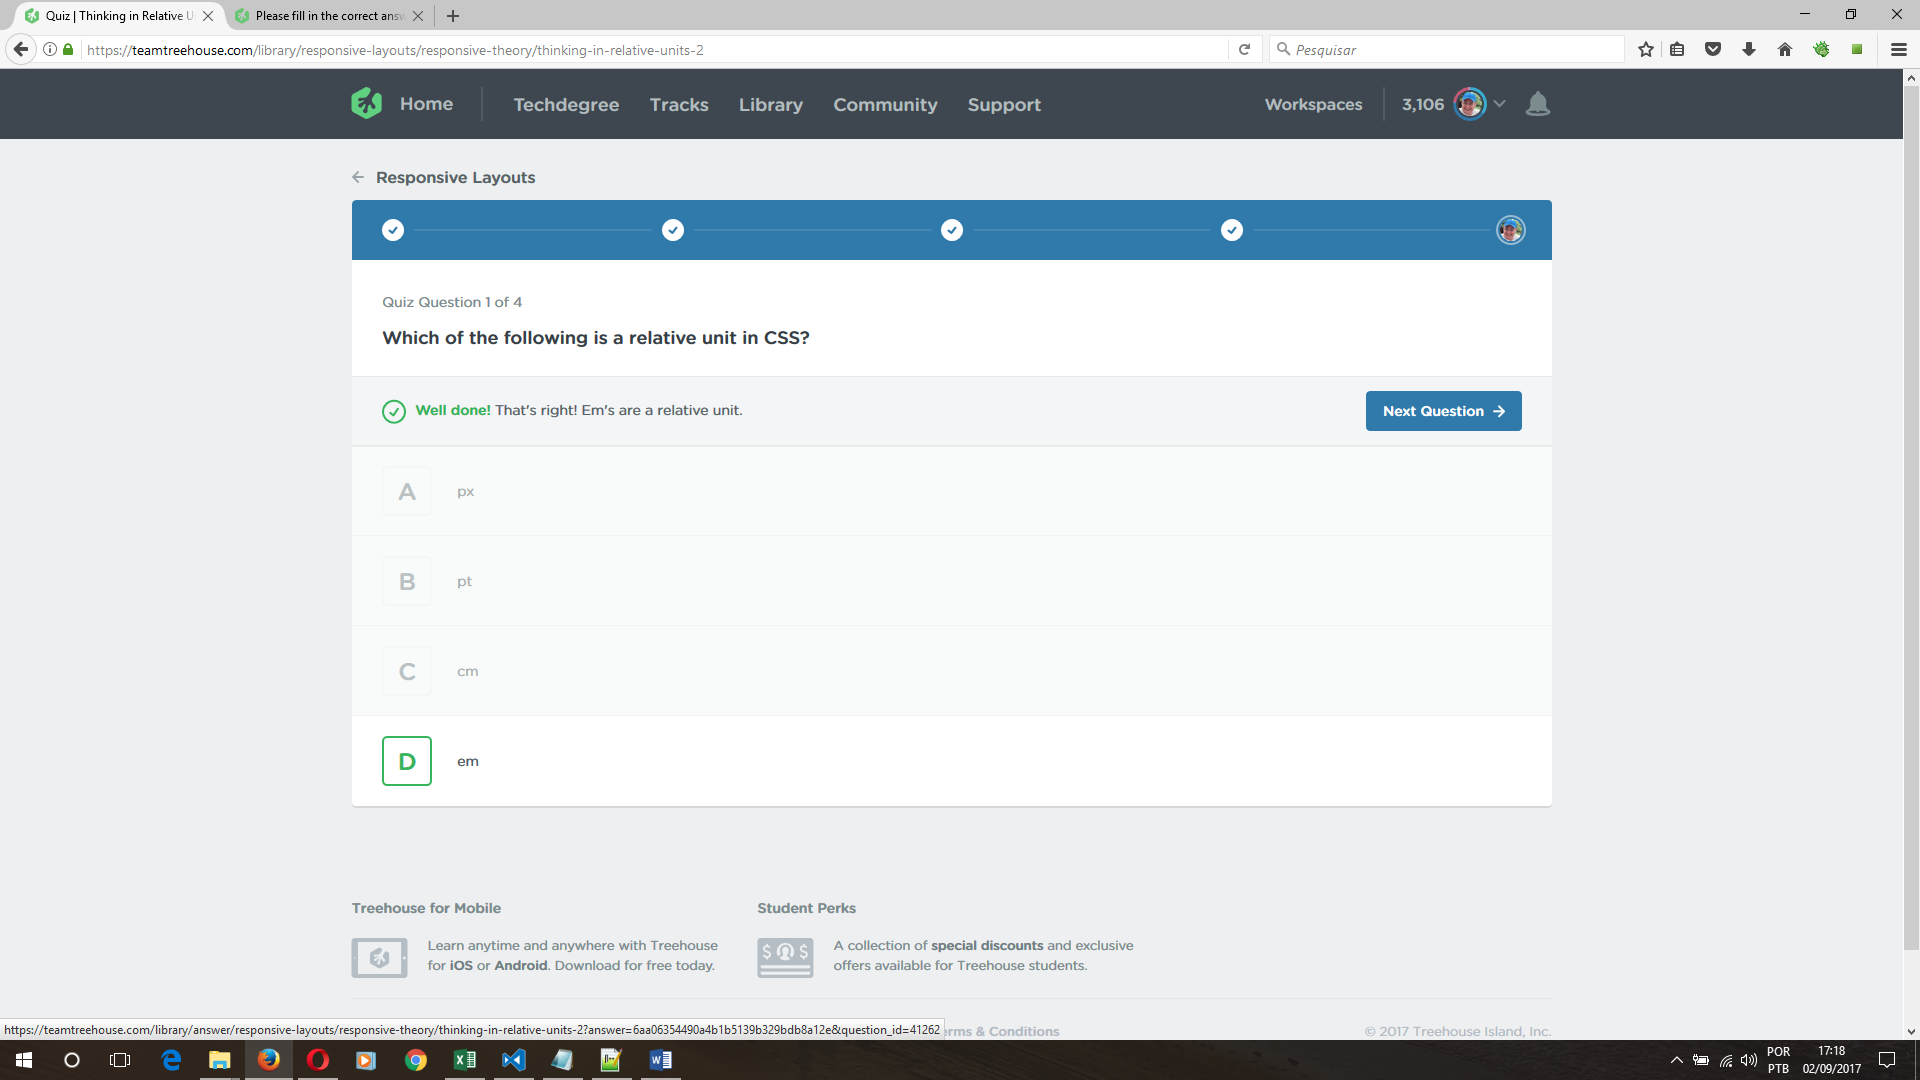 Quiz | Thinking in Relative U
Please fill in the correct answ
https://teamtreehouse.com/library/responsive-layouts/responsive-theory/thinking-in-relative-units-2
Pesquisar
Home
Techdegree
Tracks
Library
Community
Support
Workspaces
3,106
Responsive Layouts
Quiz Question 1 of 4
Which of the following is a relative unit in CSS?
Well done! That's right! Em's are a relative unit.
Next Question
A px
B pt
C cm
D em
Treehouse for Mobile
Learn anytime and anywhere with Treehouse
for iOS or Android. Download for free today.
Student Perks
A collection of special discounts and exclusive
offers available for Treehouse students.
https://teamtreehouse.com/library/answer/responsive-layouts/responsive-theory/thinking-in-relative-units-2?answer=6aa06354490a4b1b5139b329bdb8a12e&question_id=41262
erms & Conditions
© 2017 Treehouse Island, Inc.
POR
PTB
17:18
02/09/2017